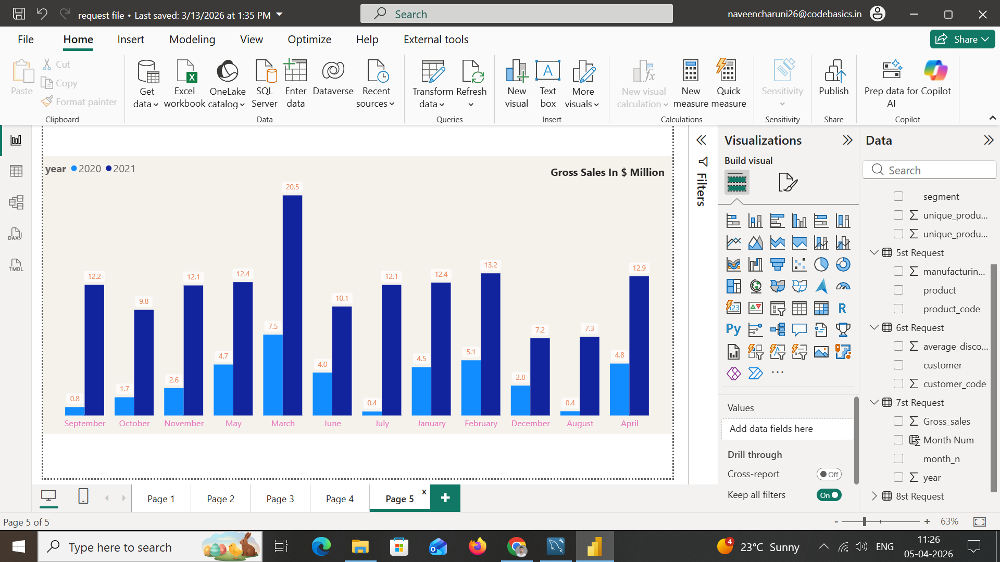 request file • Last saved: 3/13/2026 at 1:35 PM
Search
naveencharuni26@codebasics.in
File Home Insert Modeling View Optimize Help External tools
Share
Paste
Cut
Copy
Format painter
Clipboard
Get data
Excel workbook
OneLake catalog
SQL Server
Enter data
Dataverse
Recent sources
Data
Transform data
Refresh
Queries
New visual
Text box
More visuals
Insert
New visual calculation
New measure
Quick measure
Calculations
Sensitivity
Sensitivity
Publish
Share
Prep data for AI
Copilot
Copilot
DAX
TMDL
year 2020 2021
Gross Sales In $ Million
0.8 12.2
1.7 9.8
2.6 12.1
4.7 12.4
7.5 20.5
4.0 10.1
0.4 12.1
4.5 12.4
5.1 13.2
2.8 7.2
0.4 7.3
4.8 12.9
September October November May March June July January February December August April
Filters
Visualizations
Build visual
123
R
Py
Values
Add data fields here
Drill through
Cross-report Off
Keep all filters On
Data
Search
segment
unique_produ...
unique_produ...
5st Request
manufacturin...
product
product_code
6st Request
average_disco...
customer
customer_code
7st Request
Gross_sales
Month Num
month_n
year
8st Request
Page 1 Page 2 Page 3 Page 4 Page 5 x +
Page 5 of 5
- + 63%
Type here to search
4
23°C Sunny
ENG
11:26
05-04-2026